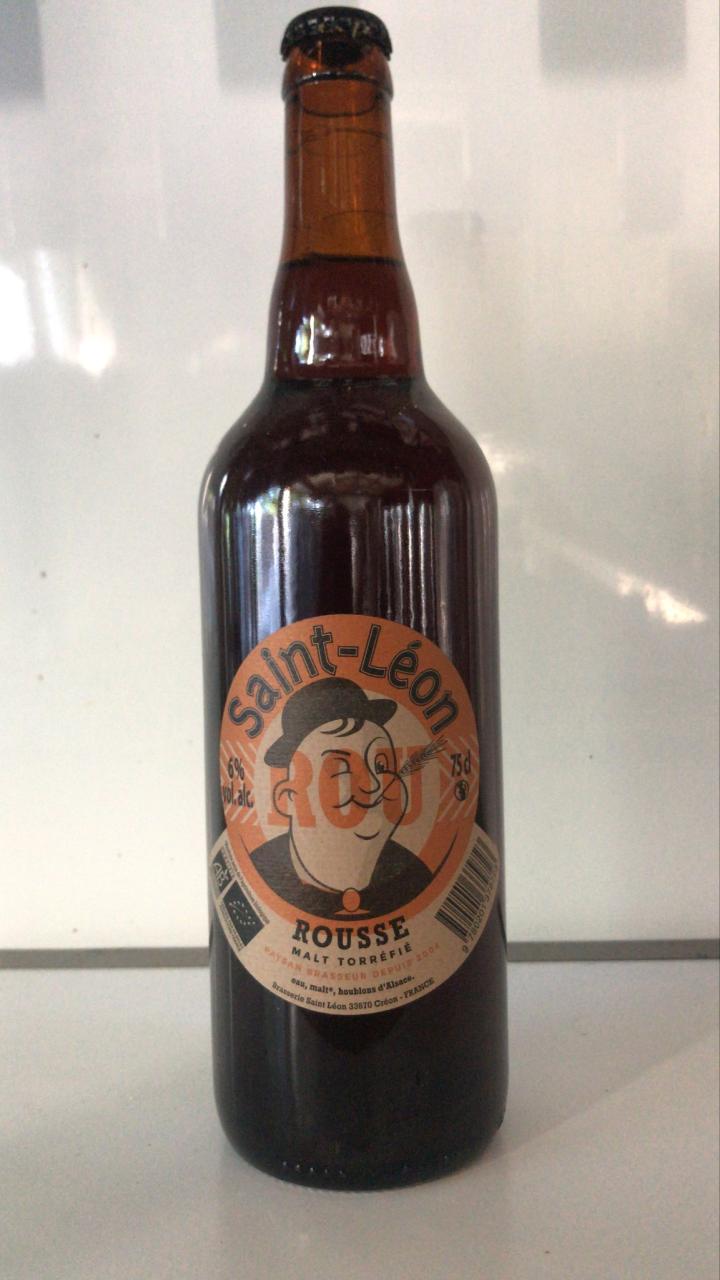 Saint-Léon
ROU
6%
vol. alc.
75 cl
AB
ROUSSE
MALT TORRÉFIÉ
PAYSAN BRASSEUR DEPUIS 2004
eau, malt*, houblons d'Alsace.
Brasserie Saint Léon 33670 Créon - FRANCE